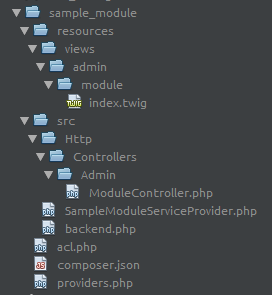 sample_module
resources
views
admin
module
index.twig
src
Http
Controllers
Admin
ModuleController.php
SampleModuleServiceProvider.php
backend.php
acl.php
composer.json
providers.php